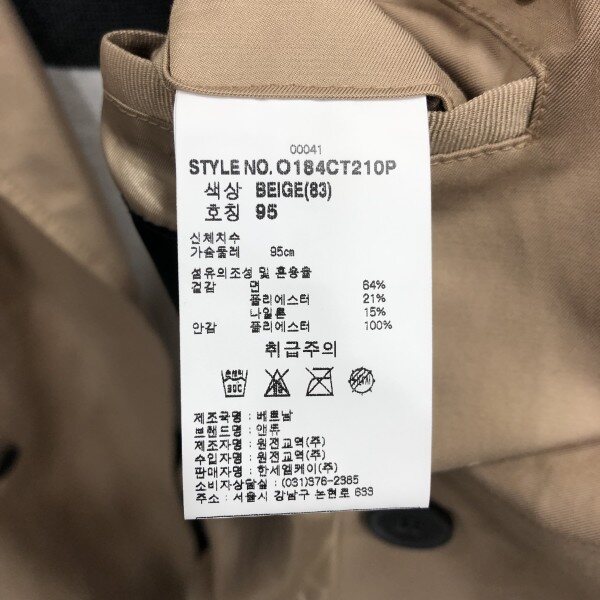 00041
STYLE NO. O184CT210P
색상 BEIGE(83)
호칭 95
신체치수
가슴둘레 95㎝
섬유의조성 및 혼용율
겉감 면 64%
폴리에스터 21%
나일론 15%
안감 폴리에스터 100%
취급주의
제조국명 : 베트남
브랜드명 : 앤듀
제조자명 : 원전교역(주)
수입자명 : 원전교역(주)
판매자명 : 한세엠케이(주)
소비자상담실 : (031)376-2385
주소 : 서울시 강남구 논현로 633